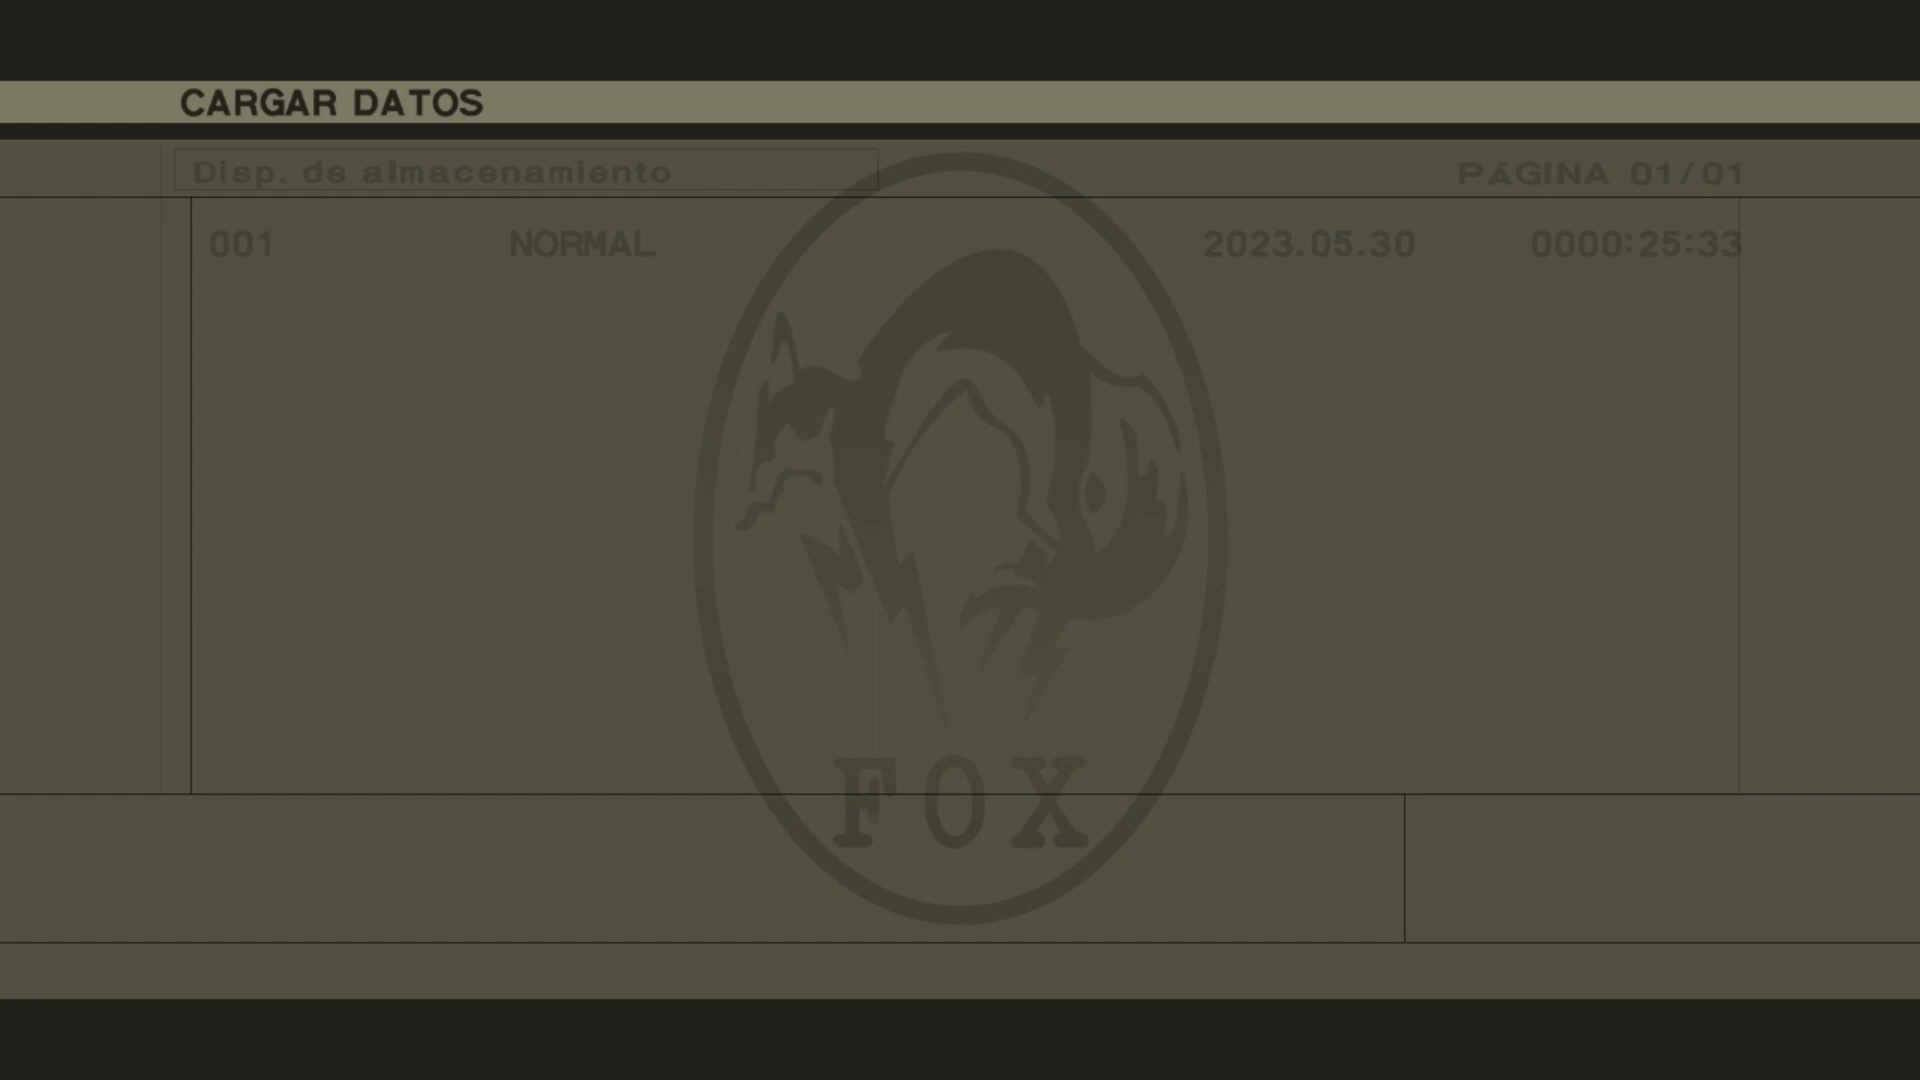 CARGAR DATOS
Disp. de almacenamiento PÁGINA 01/01
001 NORMAL 2023.05.30 0000:25:33
FOX